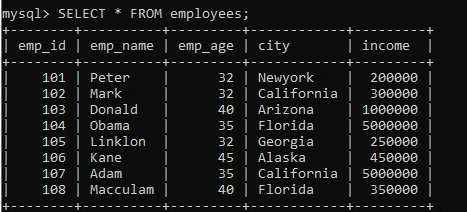 mysql> SELECT * FROM employees;
+--------+----------+---------+------------+---------+
| emp_id | emp_name | emp_age | city       | income  |
+--------+----------+---------+------------+---------+
|    101 | Peter    |      32 | Newyork    |  200000 |
|    102 | Mark     |      32 | California |  300000 |
|    103 | Donald   |      40 | Arizona    | 1000000 |
|    104 | Obama    |      35 | Florida    | 5000000 |
|    105 | Linklon  |      32 | Georgia    |  250000 |
|    106 | Kane     |      45 | Alaska     |  450000 |
|    107 | Adam     |      35 | California | 5000000 |
|    108 | Macculam |      40 | Florida    |  350000 |
+--------+----------+---------+------------+---------+